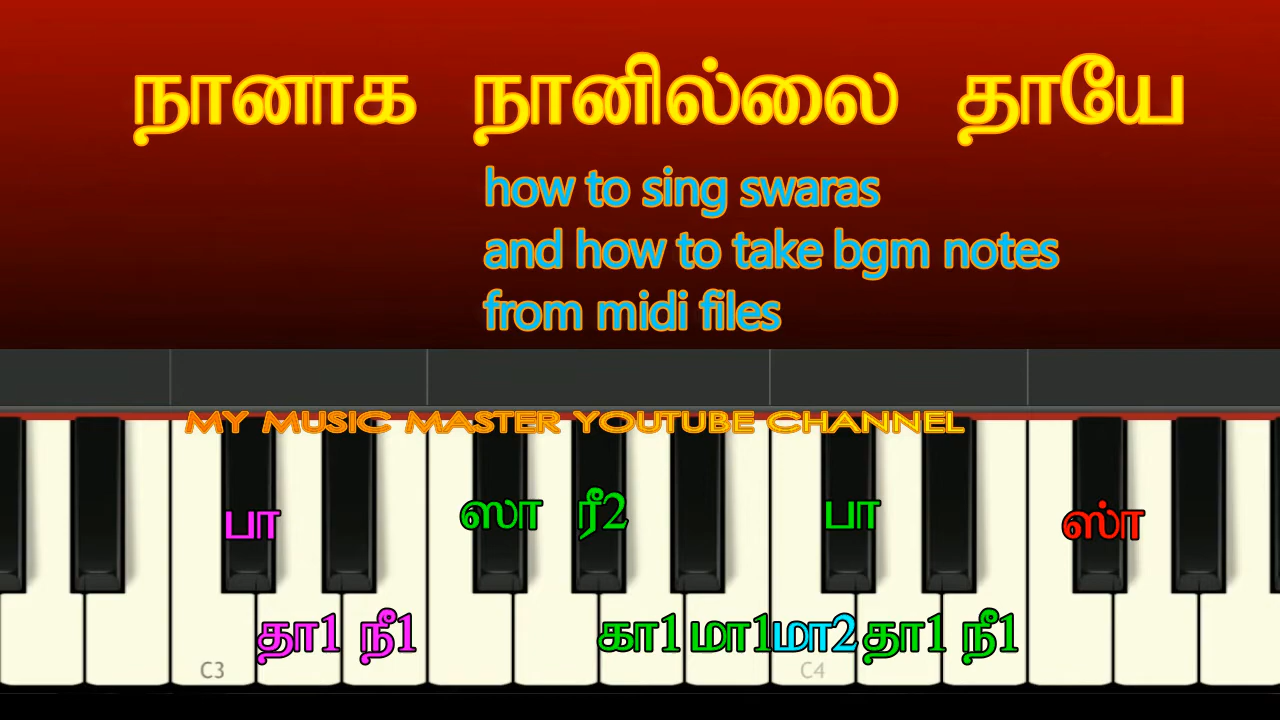 நானாக நானில்லை தாயே
how to sing swaras
and how to take bgm notes
from midi files
MY MUSIC MASTER YOUTUBE CHANNEL
பா ஸா ரீ2 பா ஸ்ா
தா1 நீ1 கா1 மா1 மா2 தா1 நீ1
C3 C4